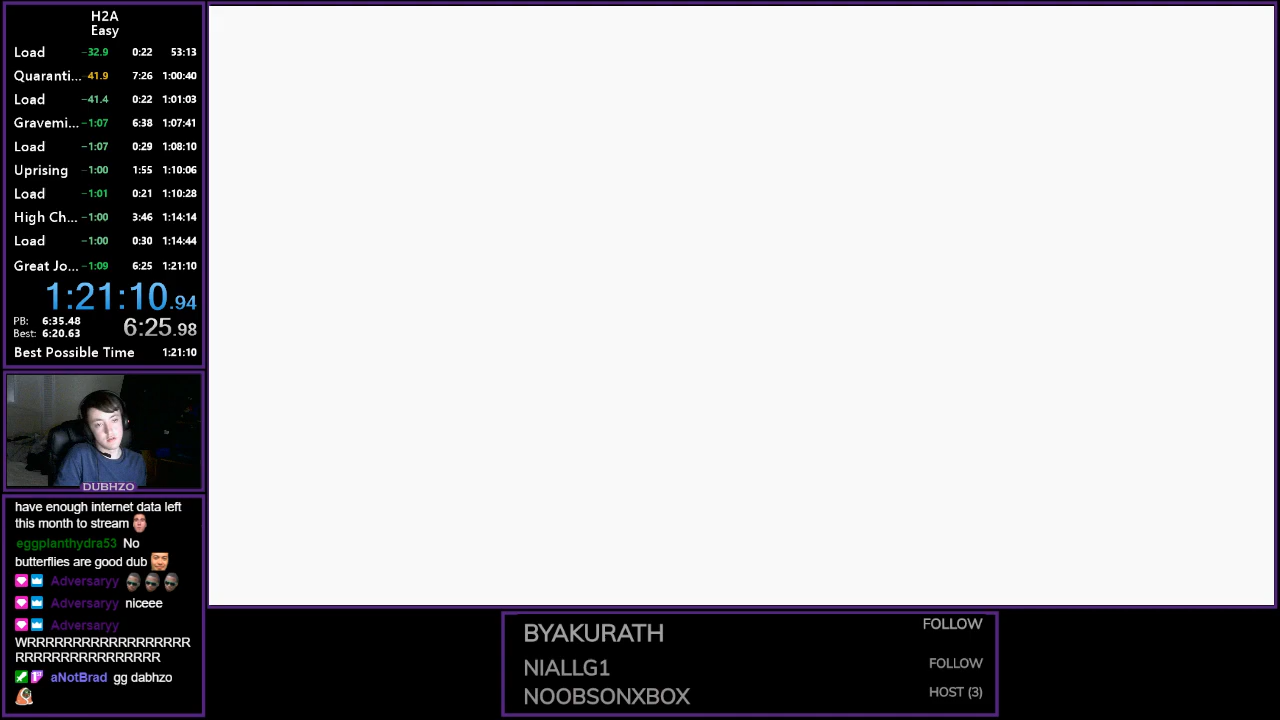 H2A
Easy
Load -32.9 0:22 53:13
Quaranti... -41.9 7:26 1:00:40
Load -41.4 0:22 1:01:03
Gravemi... -1:07 6:38 1:07:41
Load -1:07 0:29 1:08:10
Uprising -1:00 1:55 1:10:06
Load -1:01 0:21 1:10:28
High Ch... -1:00 3:46 1:14:14
Load -1:00 0:30 1:14:44
Great Jo... -1:09 6:25 1:21:10
1:21:10.94
PB: 6:35.48
Best: 6:20.63
6:25.98
Best Possible Time 1:21:10
DUBHZO
have enough internet data left
this month to stream
eggplanthydra53 No
butterflies are good dub
Adversaryy
Adversaryy niceee
Adversaryy
WRRRRRRRRRRRRRRRRRR
RRRRRRRRRRRRRRRR
aNotBrad gg dabhzo
BYAKURATH FOLLOW
NIALLG1 FOLLOW
NOOBSONXBOX HOST (3)